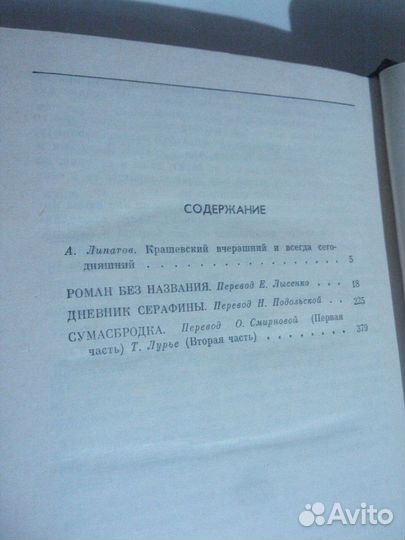 СОДЕРЖАНИЕ
А. Липатов. Крашевский вчерашний и всегда сего-
дняшний . . . . . . . . . . . . . 5
РОМАН БЕЗ НАЗВАНИЯ. Перевод Е. Лысенко . . 18
ДНЕВНИК СЕРАФИНЫ. Перевод Н. Подольской . . 225
СУМАСБРОДКА. Перевод О. Смирновой (Первая
часть) Т. Лурье (Вторая часть) . . . . . . . 379
Avito